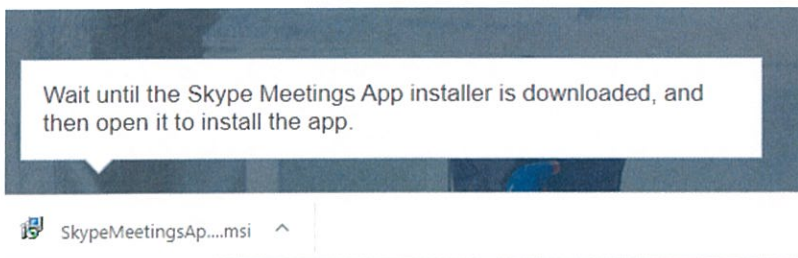 Wait until the Skype Meetings App installer is downloaded, and
then open it to install the app.
SkypeMeetingsAp....msi